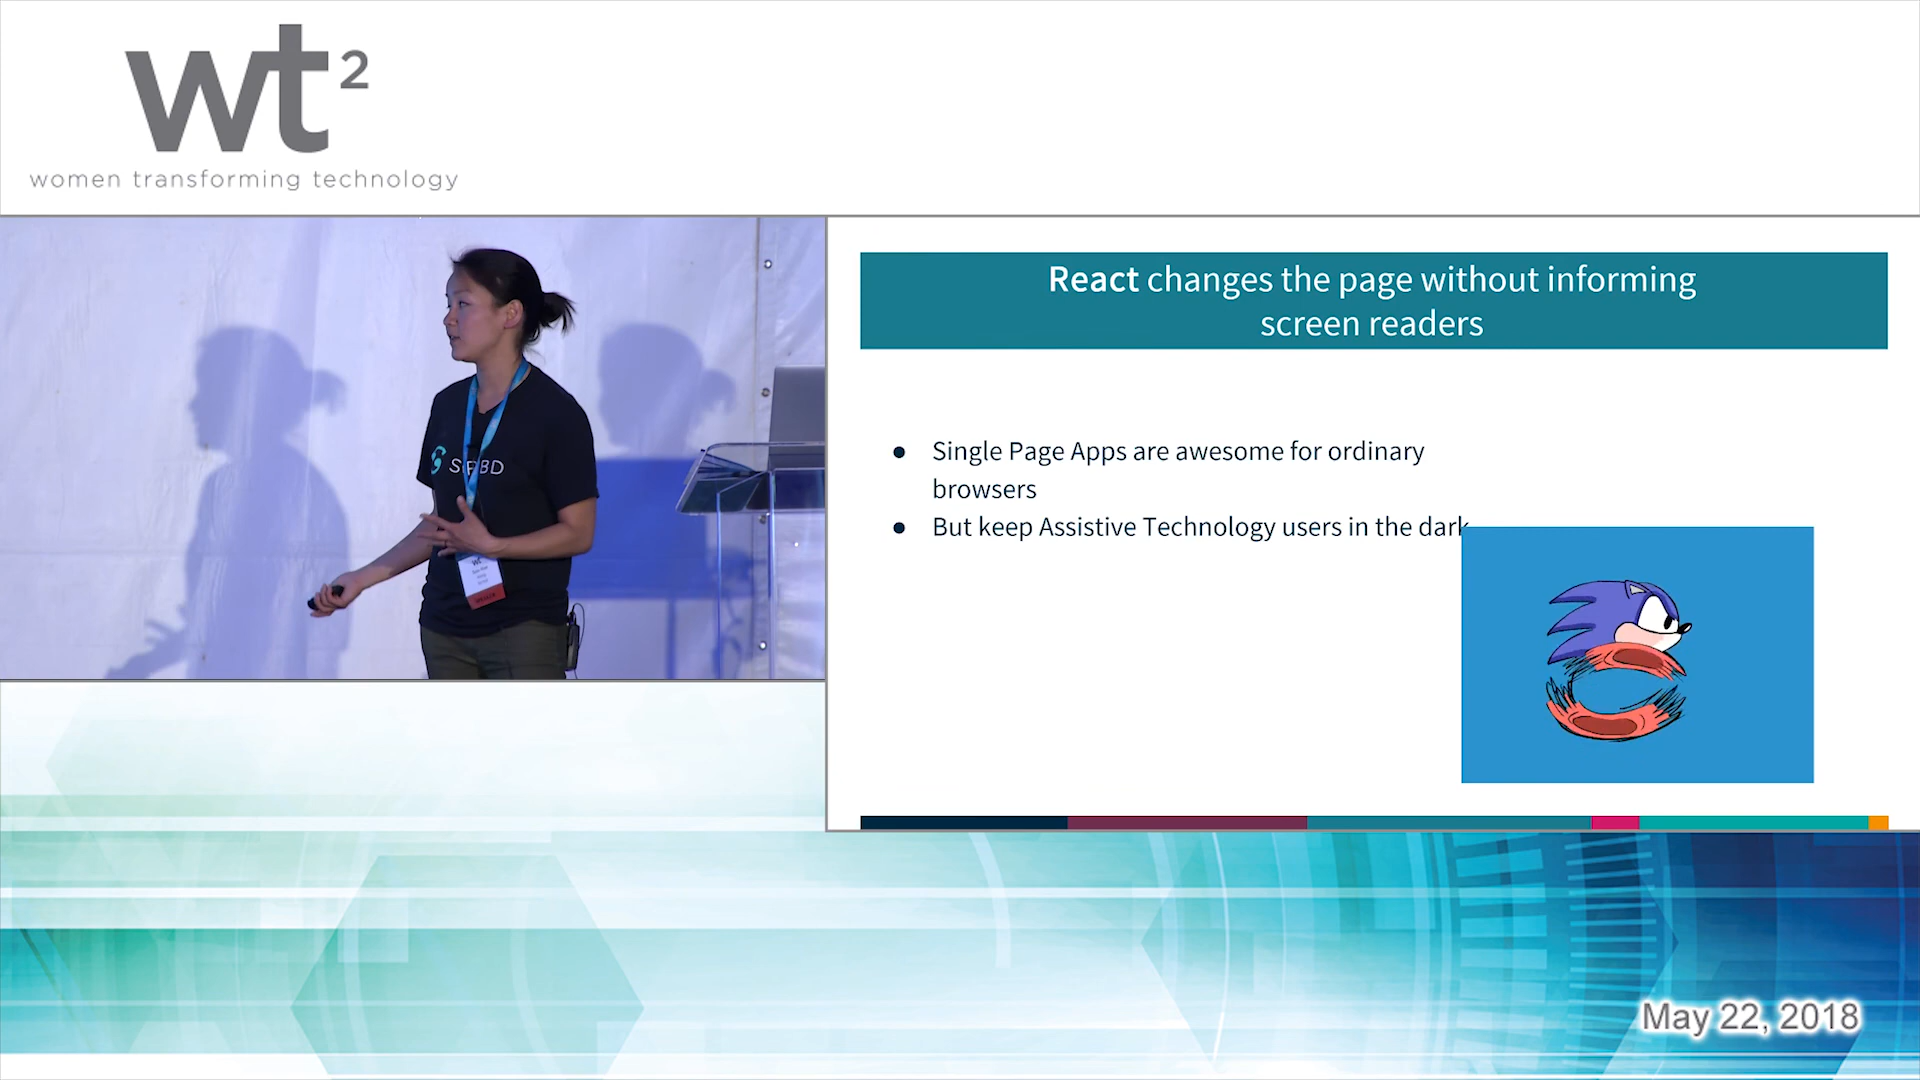 wt2
women transforming technology
React changes the page without informing
screen readers
● Single Page Apps are awesome for ordinary
browsers
● But keep Assistive Technology users in the dark
May 22, 2018